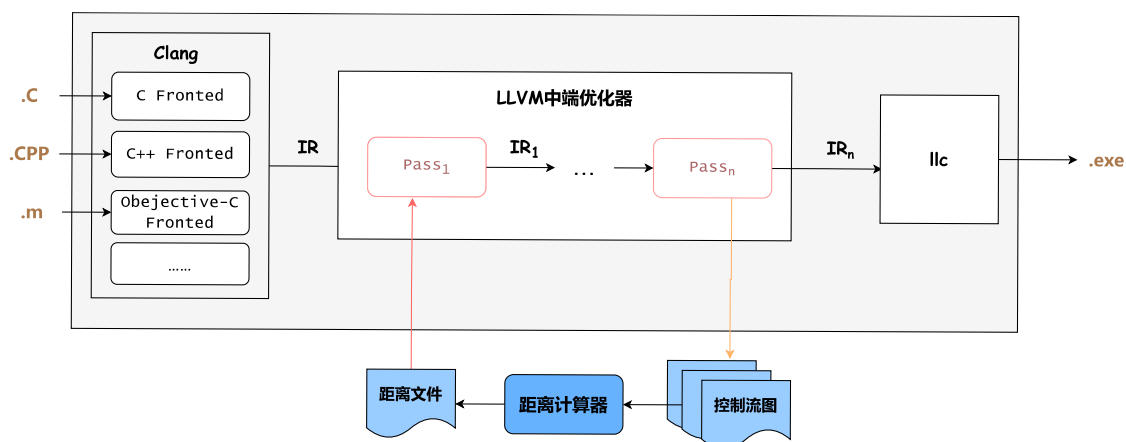 Clang
.C
C Fronted
.CPP
C++ Fronted
.m
Obejective-C
Fronted
......
IR
LLVM中端优化器
Pass1
IR1
...
Passn
IRn
llc
.exe
距离文件
距离计算器
控制流图